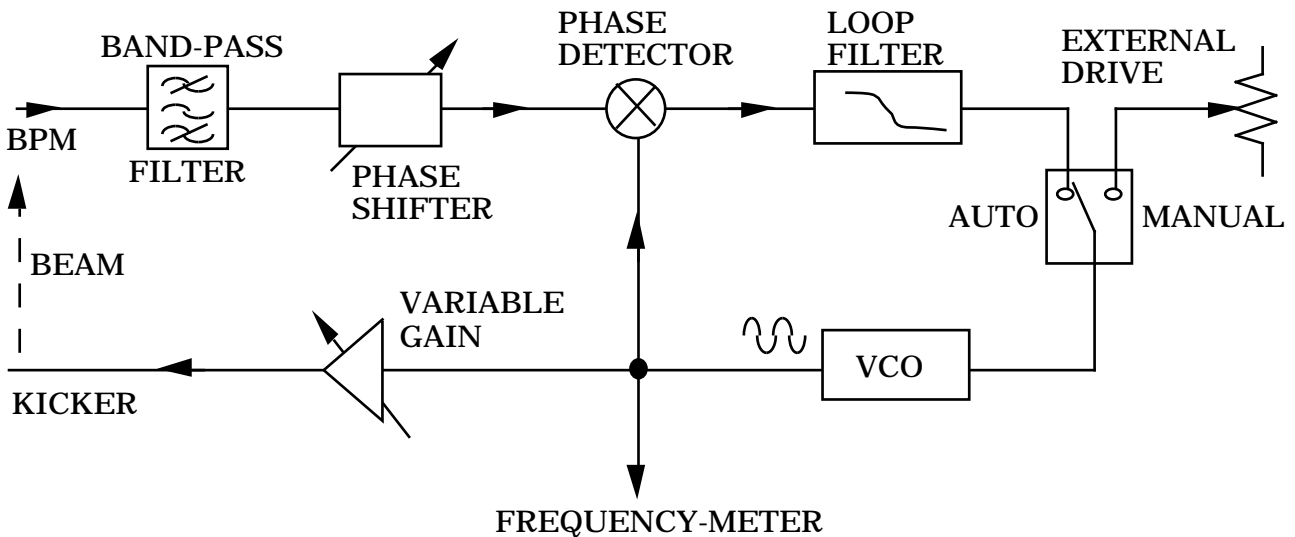 BAND-PASS
FILTER
PHASE
SHIFTER
PHASE
DETECTOR
LOOP
FILTER
EXTERNAL
DRIVE
BPM
BEAM
KICKER
VARIABLE
GAIN
VCO
AUTO
MANUAL
FREQUENCY-METER